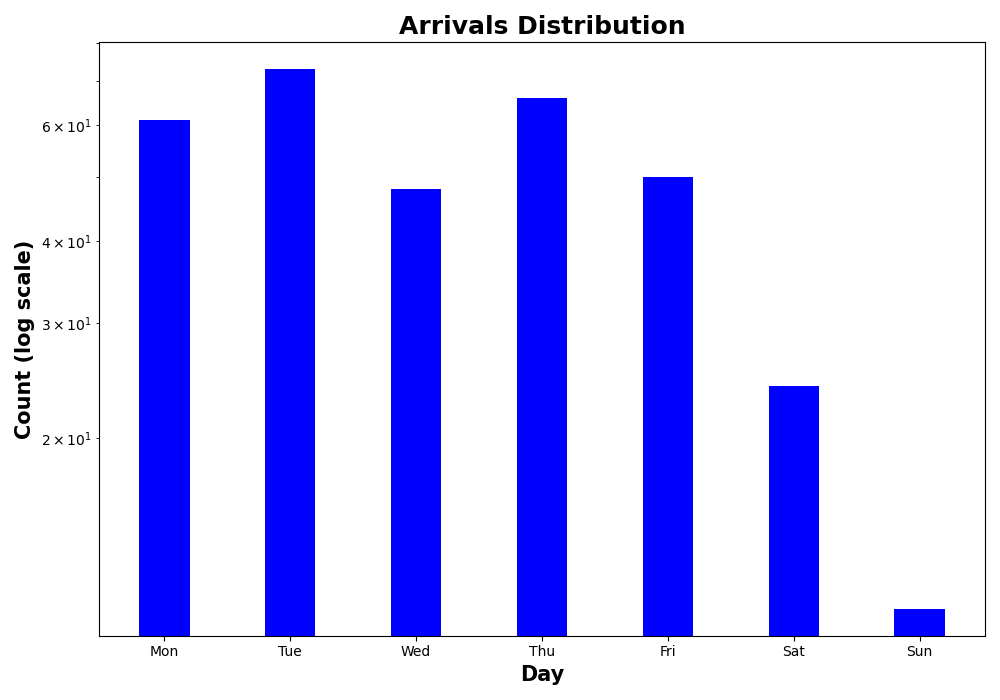 Arrivals Distribution
6 × 10¹
4 × 10¹
3 × 10¹
2 × 10¹
Count (log scale)
Mon Tue Wed Thu Fri Sat Sun
Day